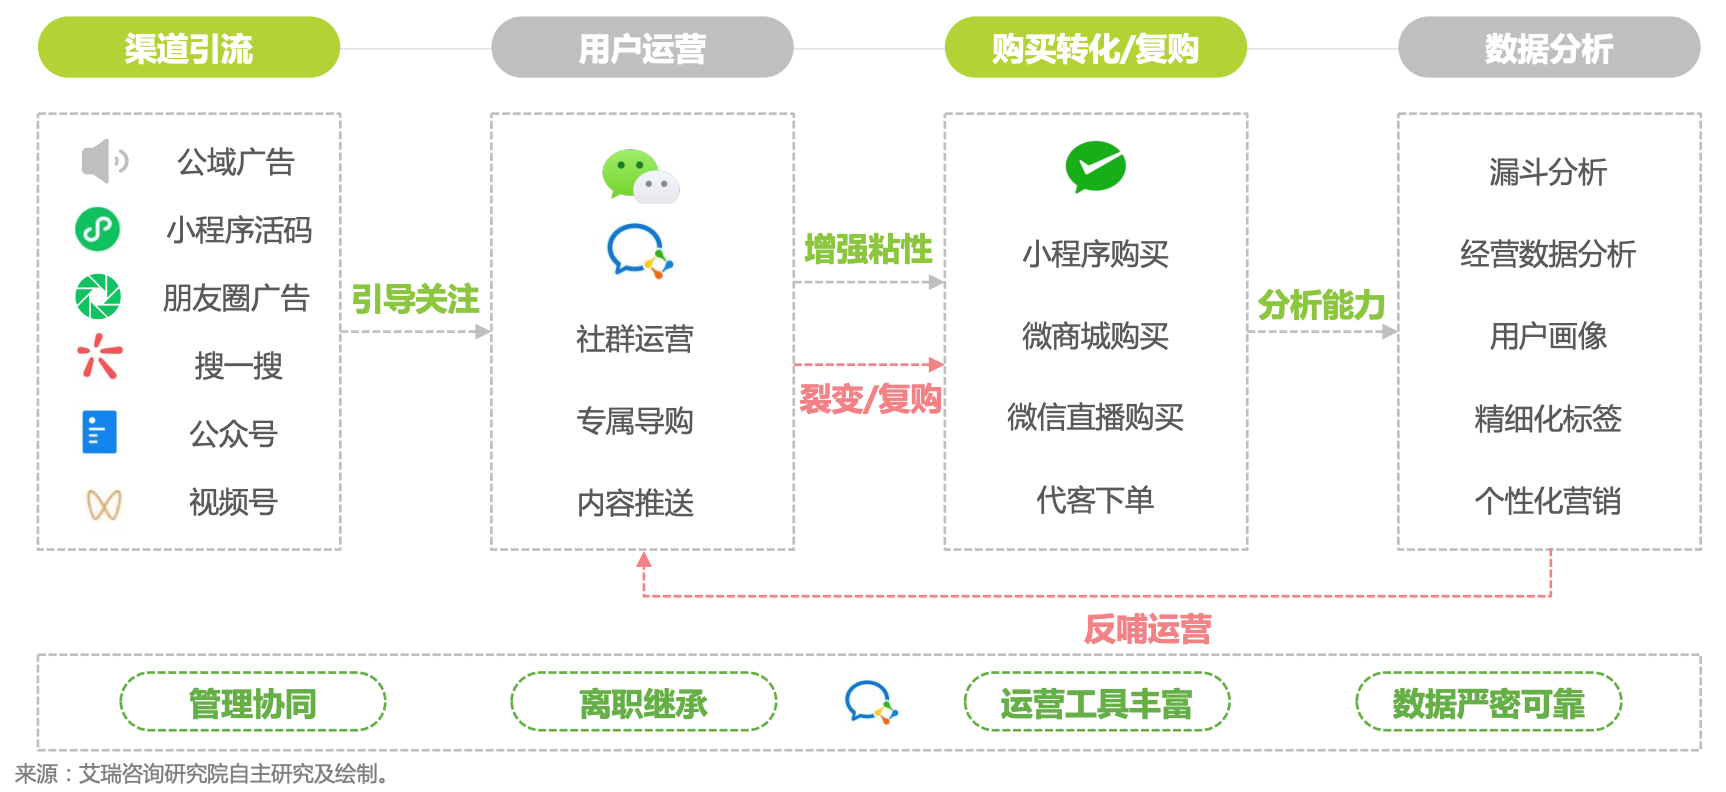 渠道引流
用户运营
购买转化/复购
数据分析
公域广告
小程序活码
朋友圈广告
搜一搜
公众号
视频号
引导关注
社群运营
专属导购
内容推送
增强粘性
裂变/复购
小程序购买
微商城购买
微信直播购买
代客下单
分析能力
漏斗分析
经营数据分析
用户画像
精细化标签
个性化营销
反哺运营
管理协同
离职继承
运营工具丰富
数据严密可靠
来源：艾瑞咨询研究院自主研究及绘制。